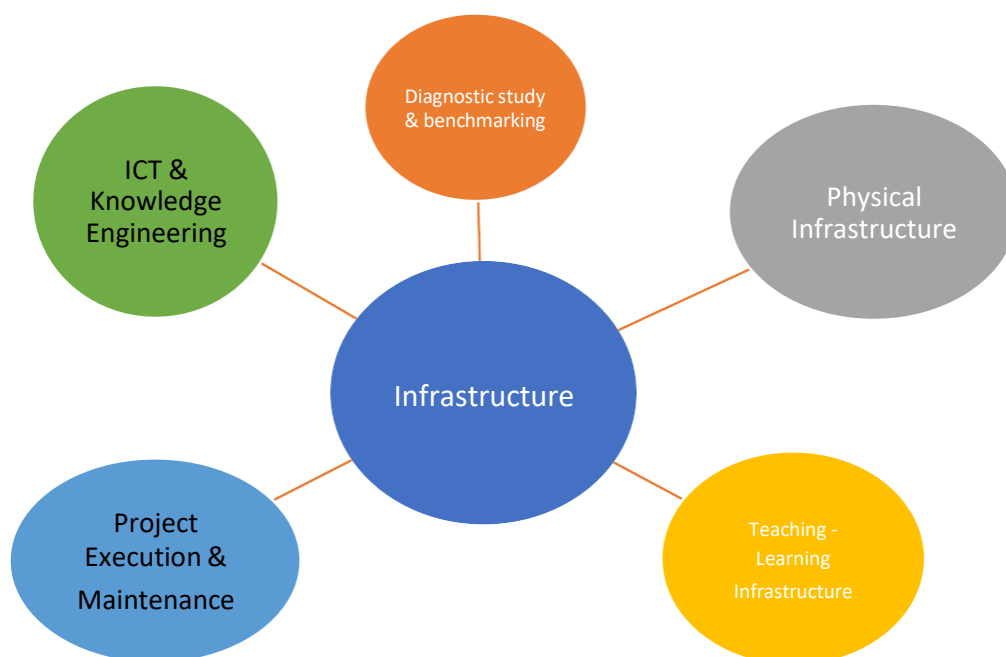 Diagnostic study
& benchmarking
ICT &
Knowledge
Engineering
Physical
Infrastructure
Infrastructure
Project
Execution &
Maintenance
Teaching -
Learning
Infrastructure